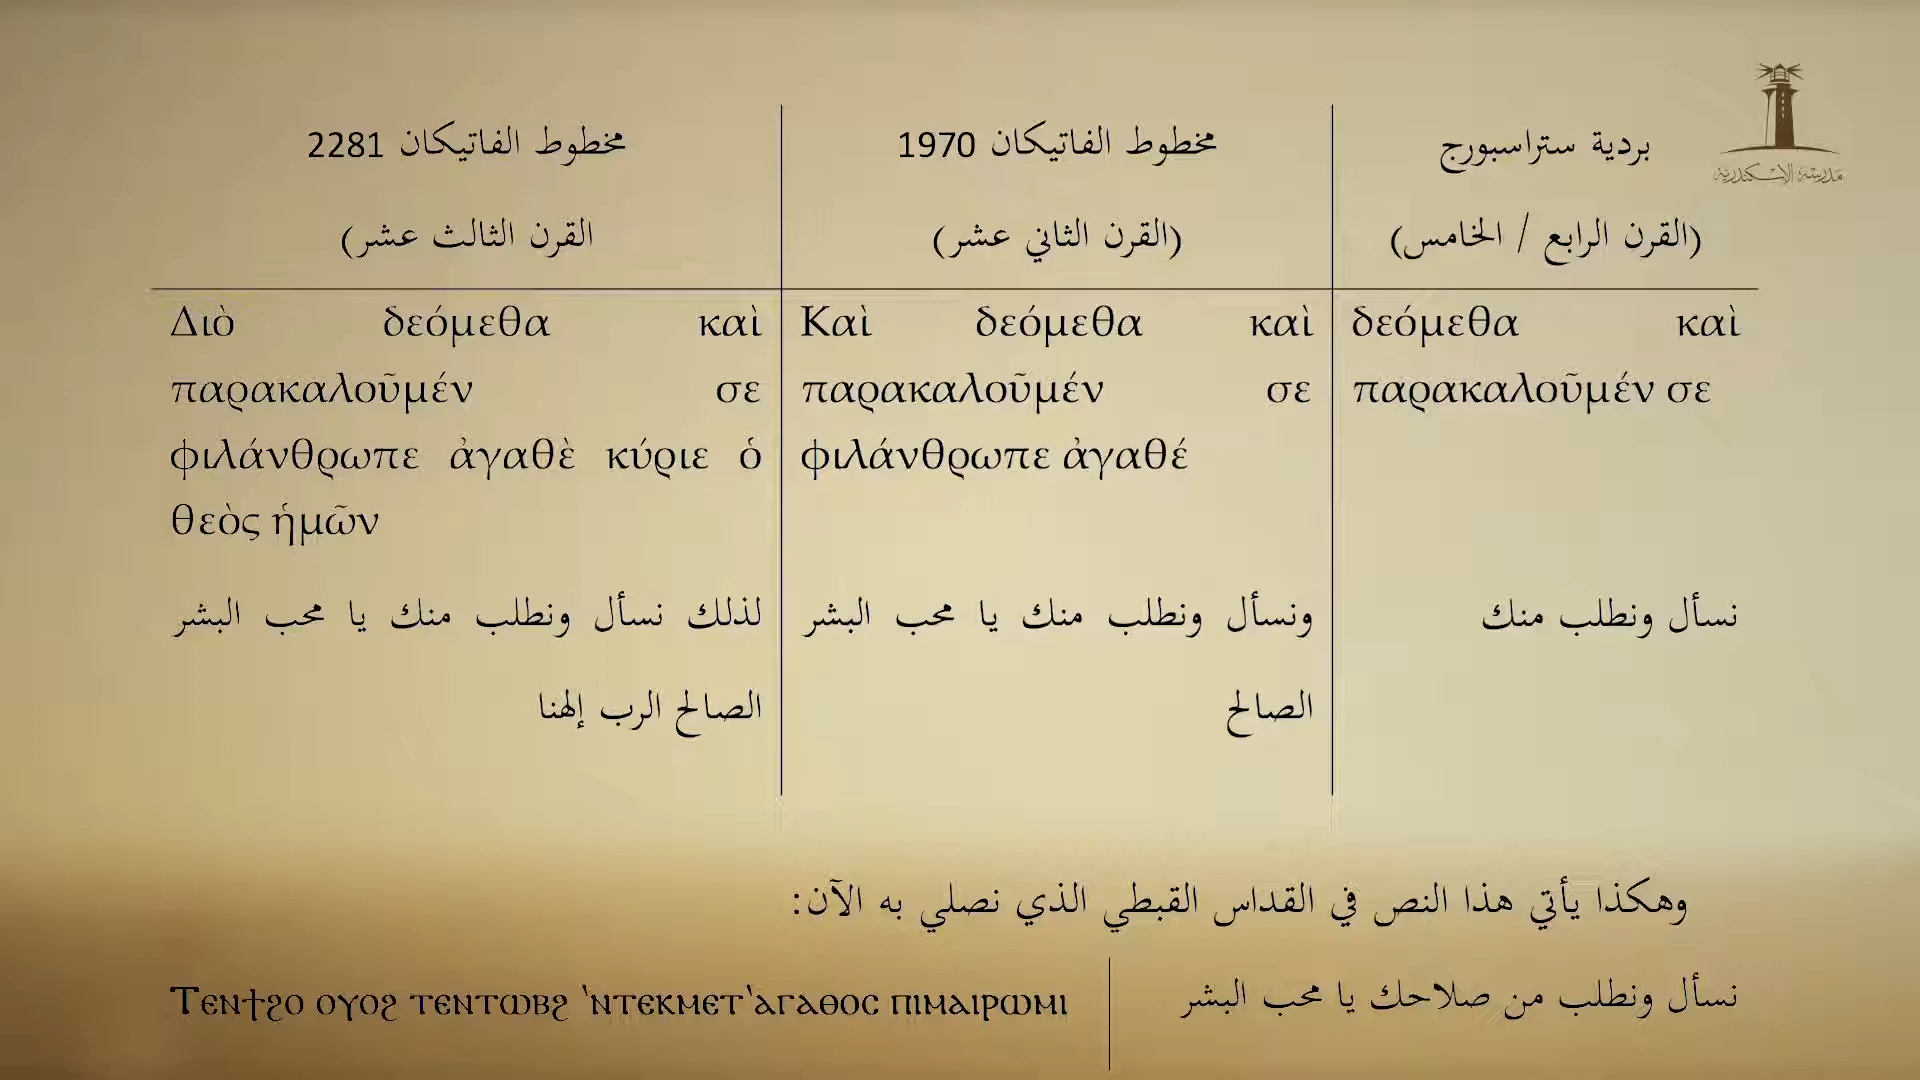 مدرسة الإسكندرية
بردية ستراسبورج
(القرن الرابع / الخامس)
δεόμεθα καὶ
παρακαλοῦμέν σε
نسأل ونطلب منك
مخطوط الفاتيكان 1970
(القرن الثاني عشر)
Καὶ δεόμεθα καὶ
παρακαλοῦμέν σε
φιλάνθρωπε ἀγαθέ
ونسأل ونطلب منك يا محب البشر
الصالح
مخطوط الفاتيكان 2281
القرن الثالث عشر)
Διὸ δεόμεθα καὶ
παρακαλοῦμέν σε
φιλάνθρωπε ἀγαθὲ κύριε ὁ
θεὸς ἡμῶν
لذلك نسأل ونطلب منك يا محب البشر
الصالح الرب إلهنا
وهكذا يأتي هذا النص في القداس القبطي الذي نصلي به الآن:
نسأل ونطلب من صلاحك يا محب البشر
Ⲧⲉⲛϯϩⲟ ⲟⲩⲟϩ ⲧⲉⲛⲧⲱⲃϩ ̀ⲛⲧⲉⲕⲙⲉⲧ̀ⲁⲅⲁⲑⲟⲥ ⲡⲓⲙⲁⲓⲣⲱⲙⲓ